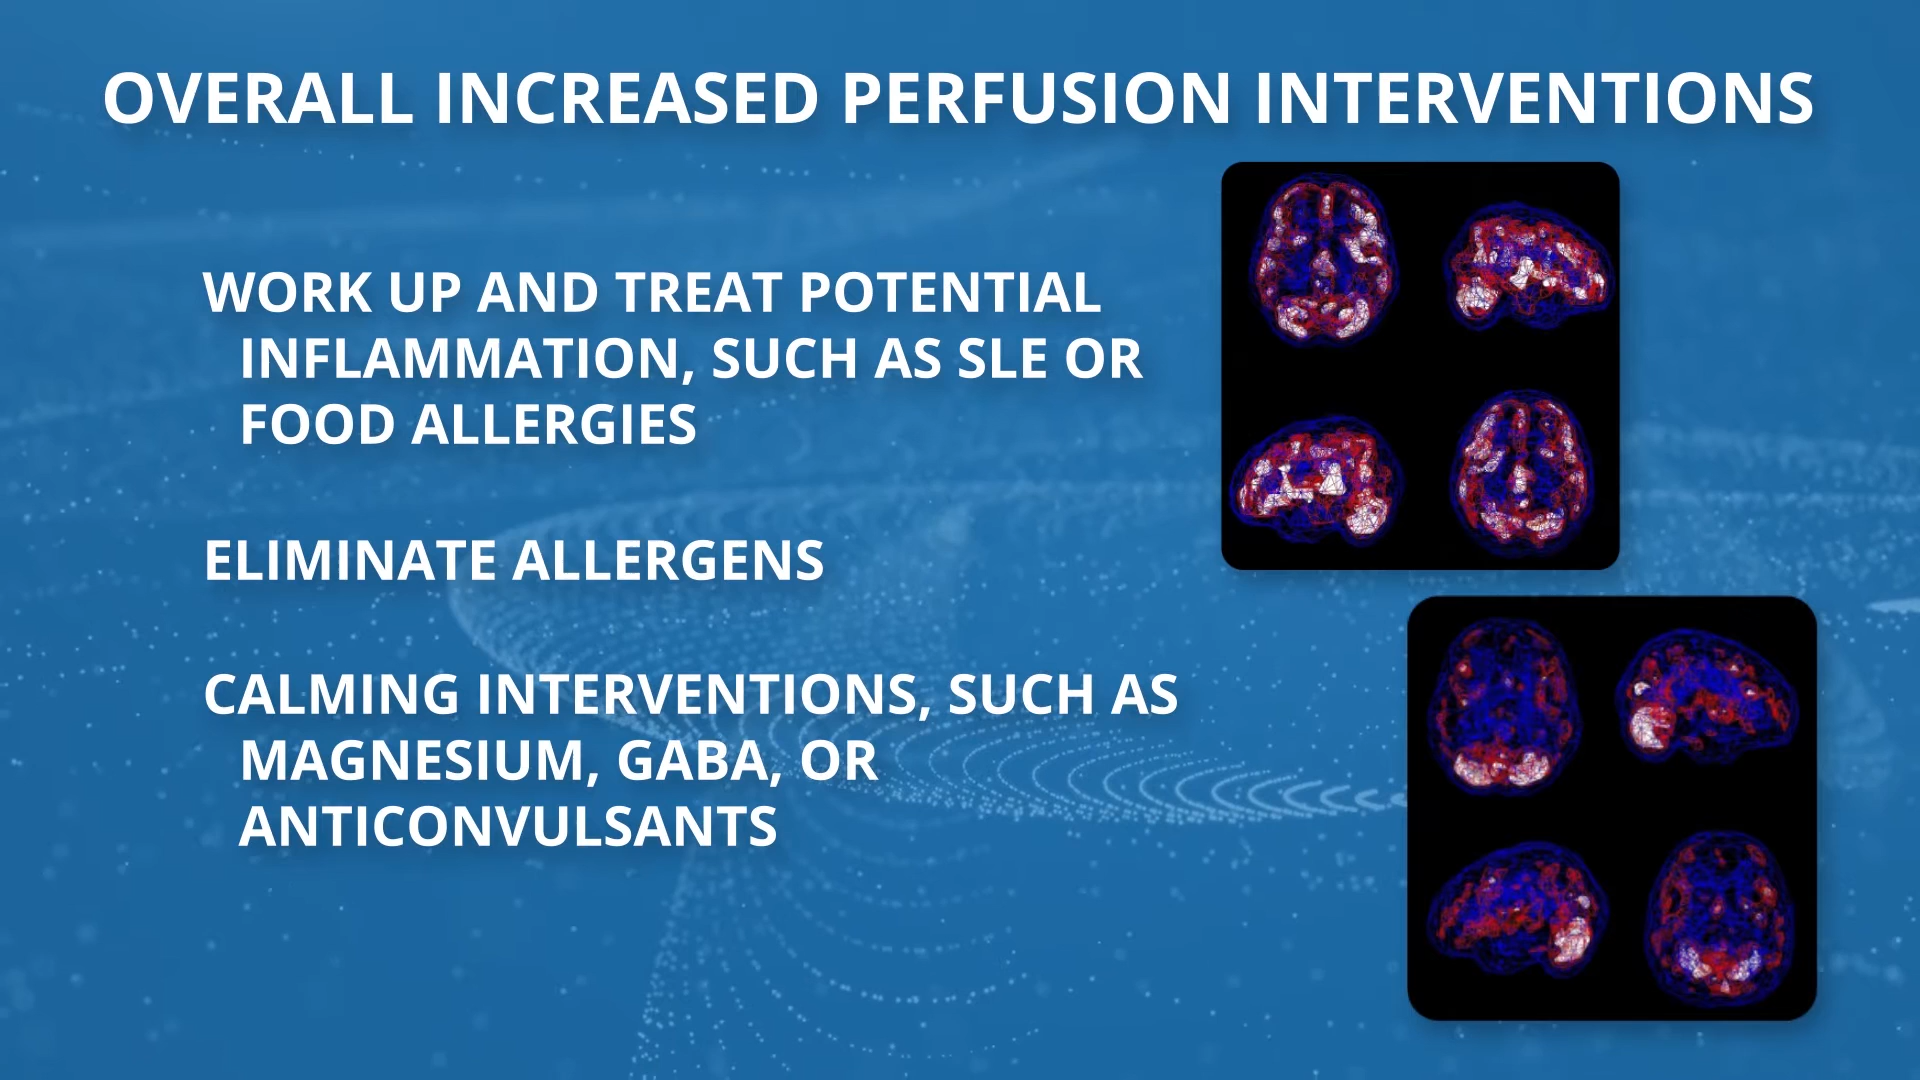 OVERALL INCREASED PERFUSION INTERVENTIONS
WORK UP AND TREAT POTENTIAL
INFLAMMATION, SUCH AS SLE OR
FOOD ALLERGIES
ELIMINATE ALLERGENS
CALMING INTERVENTIONS, SUCH AS
MAGNESIUM, GABA, OR
ANTICONVULSANTS